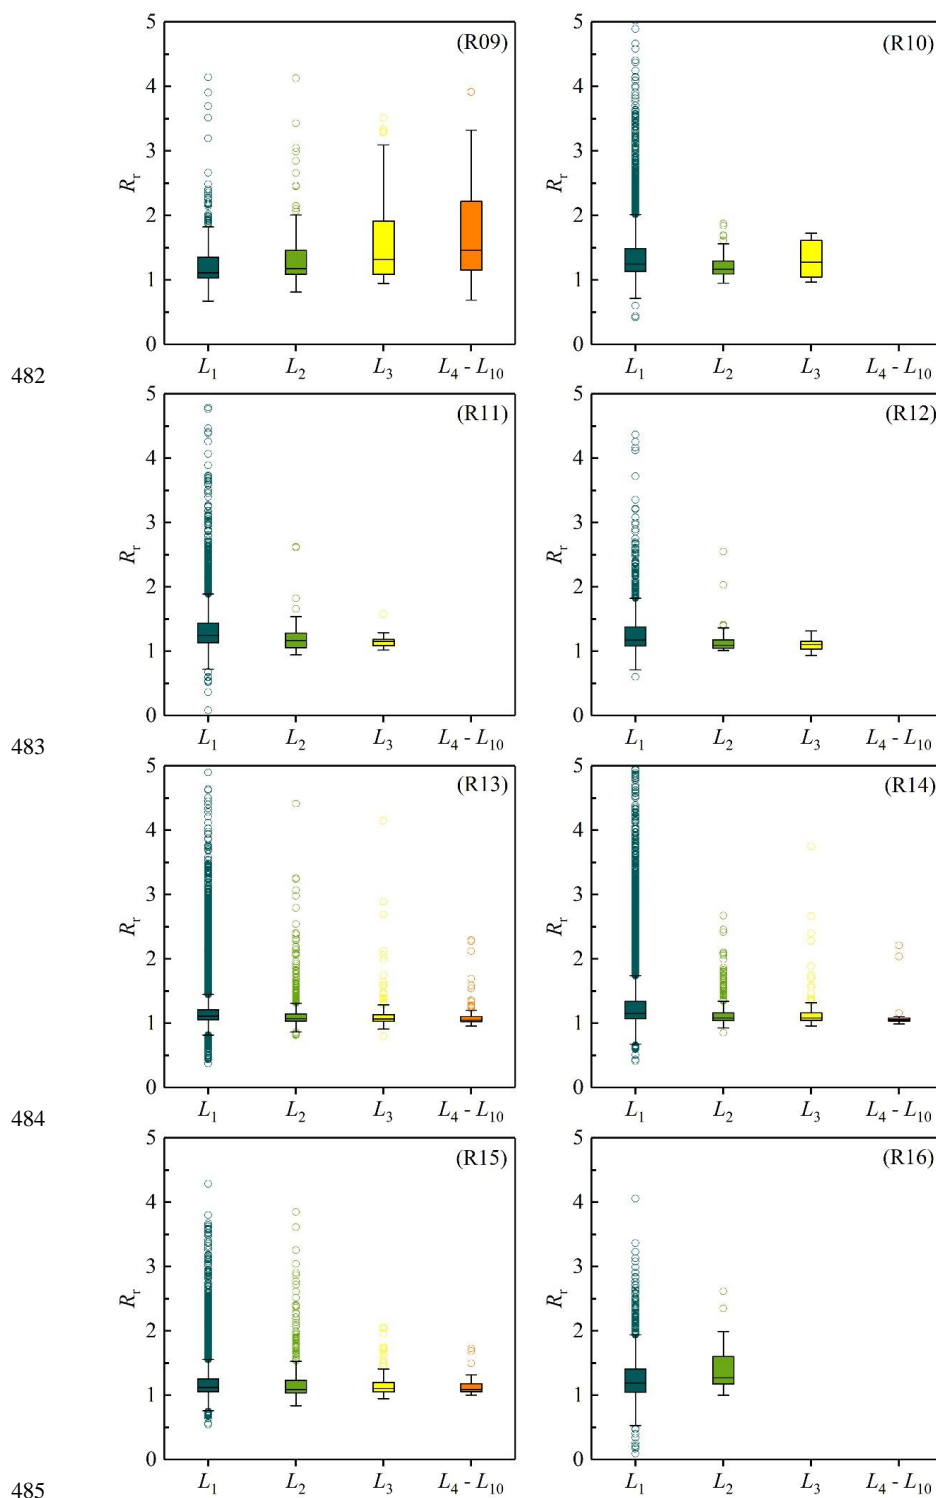 5 (R09) 5 (R10)
4 4
3 3
Rr Rr
2 2
1 1
0 0
482 L1 L2 L3 L4 - L10 L1 L2 L3 L4 - L10
5 (R11) 5 (R12)
4 4
3 3
Rr Rr
2 2
1 1
0 0
483 L1 L2 L3 L4 - L10 L1 L2 L3 L4 - L10
5 (R13) 5 (R14)
4 4
3 3
Rr Rr
2 2
1 1
0 0
484 L1 L2 L3 L4 - L10 L1 L2 L3 L4 - L10
5 (R15) 5 (R16)
4 4
3 3
Rr Rr
2 2
1 1
0 0
485 L1 L2 L3 L4 - L10 L1 L2 L3 L4 - L10